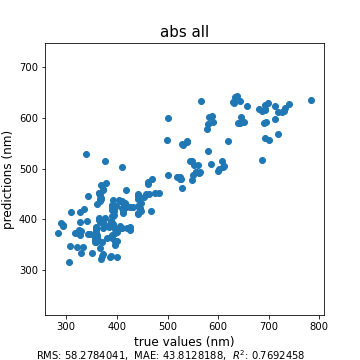 abs all
700
600
500
400
300
predictions (nm)
300 400 500 600 700 800
true values (nm)
RMS: 58.2784041, MAE: 43.8128188, R²: 0.7692458